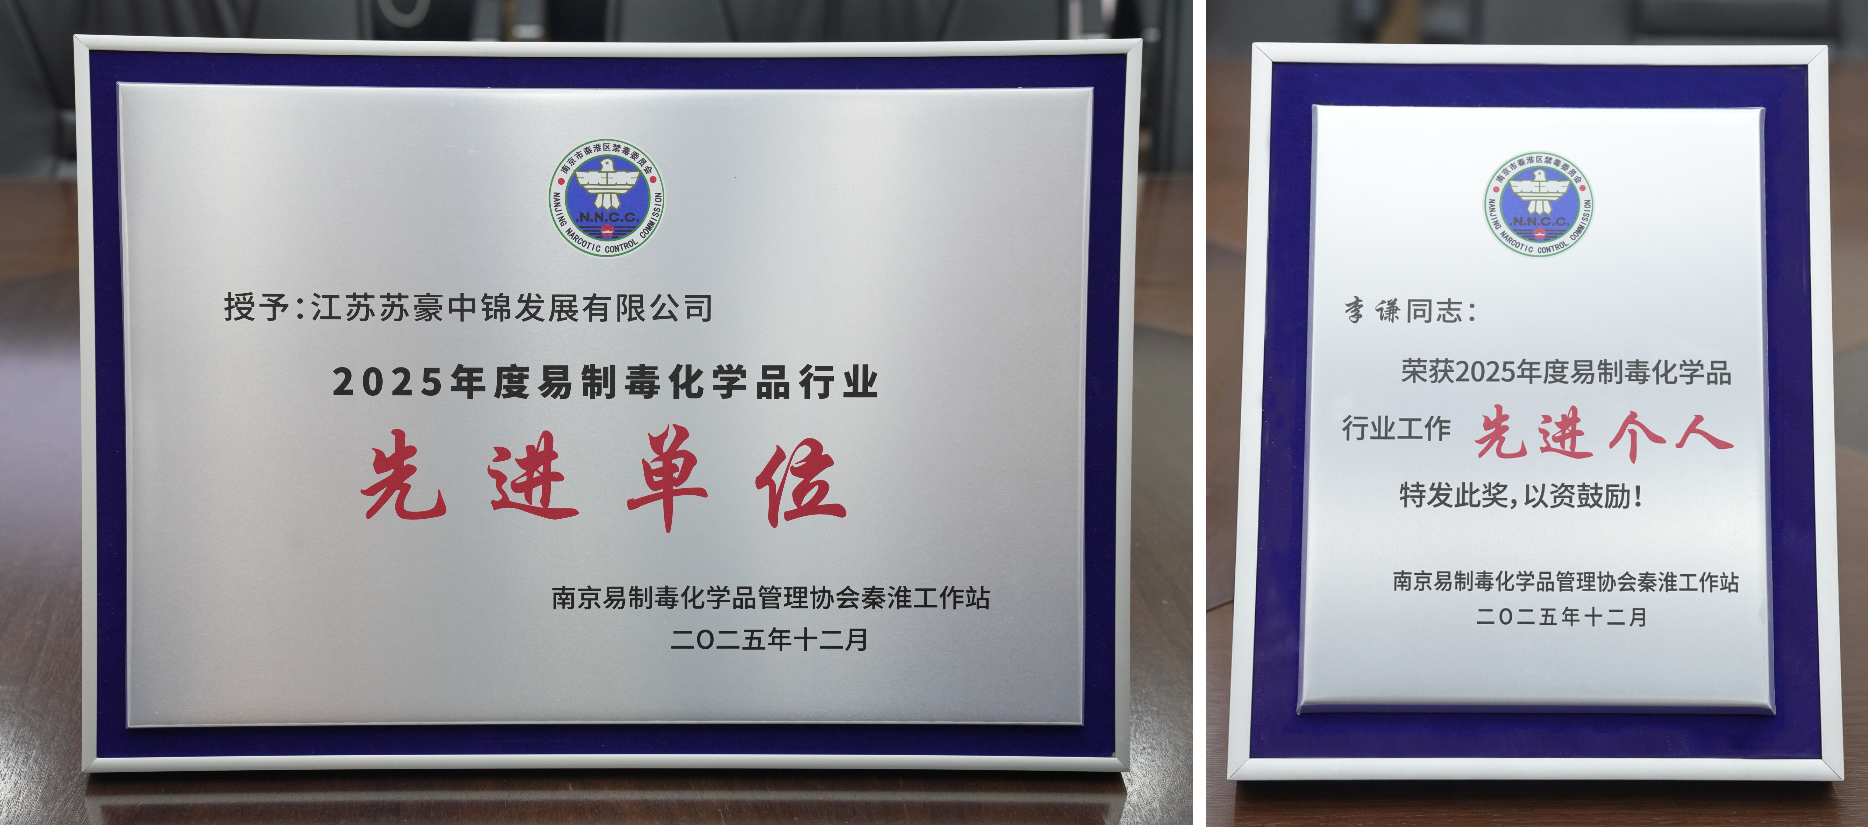 南京市秦淮区禁毒委员会
N.N.C.C.
NANJING NARCOTIC CONTROL COMMISSION
授予：江苏苏豪中锦发展有限公司
2025年度易制毒化学品行业
先进单位
南京易制毒化学品管理协会秦淮工作站
二〇二五年十二月
南京市秦淮区禁毒委员会
N.N.C.C.
NANJING NARCOTIC CONTROL COMMISSION
李谦同志：
荣获2025年度易制毒化学品
行业工作 先进个人
特发此奖，以资鼓励！
南京易制毒化学品管理协会秦淮工作站
二〇二五年十二月